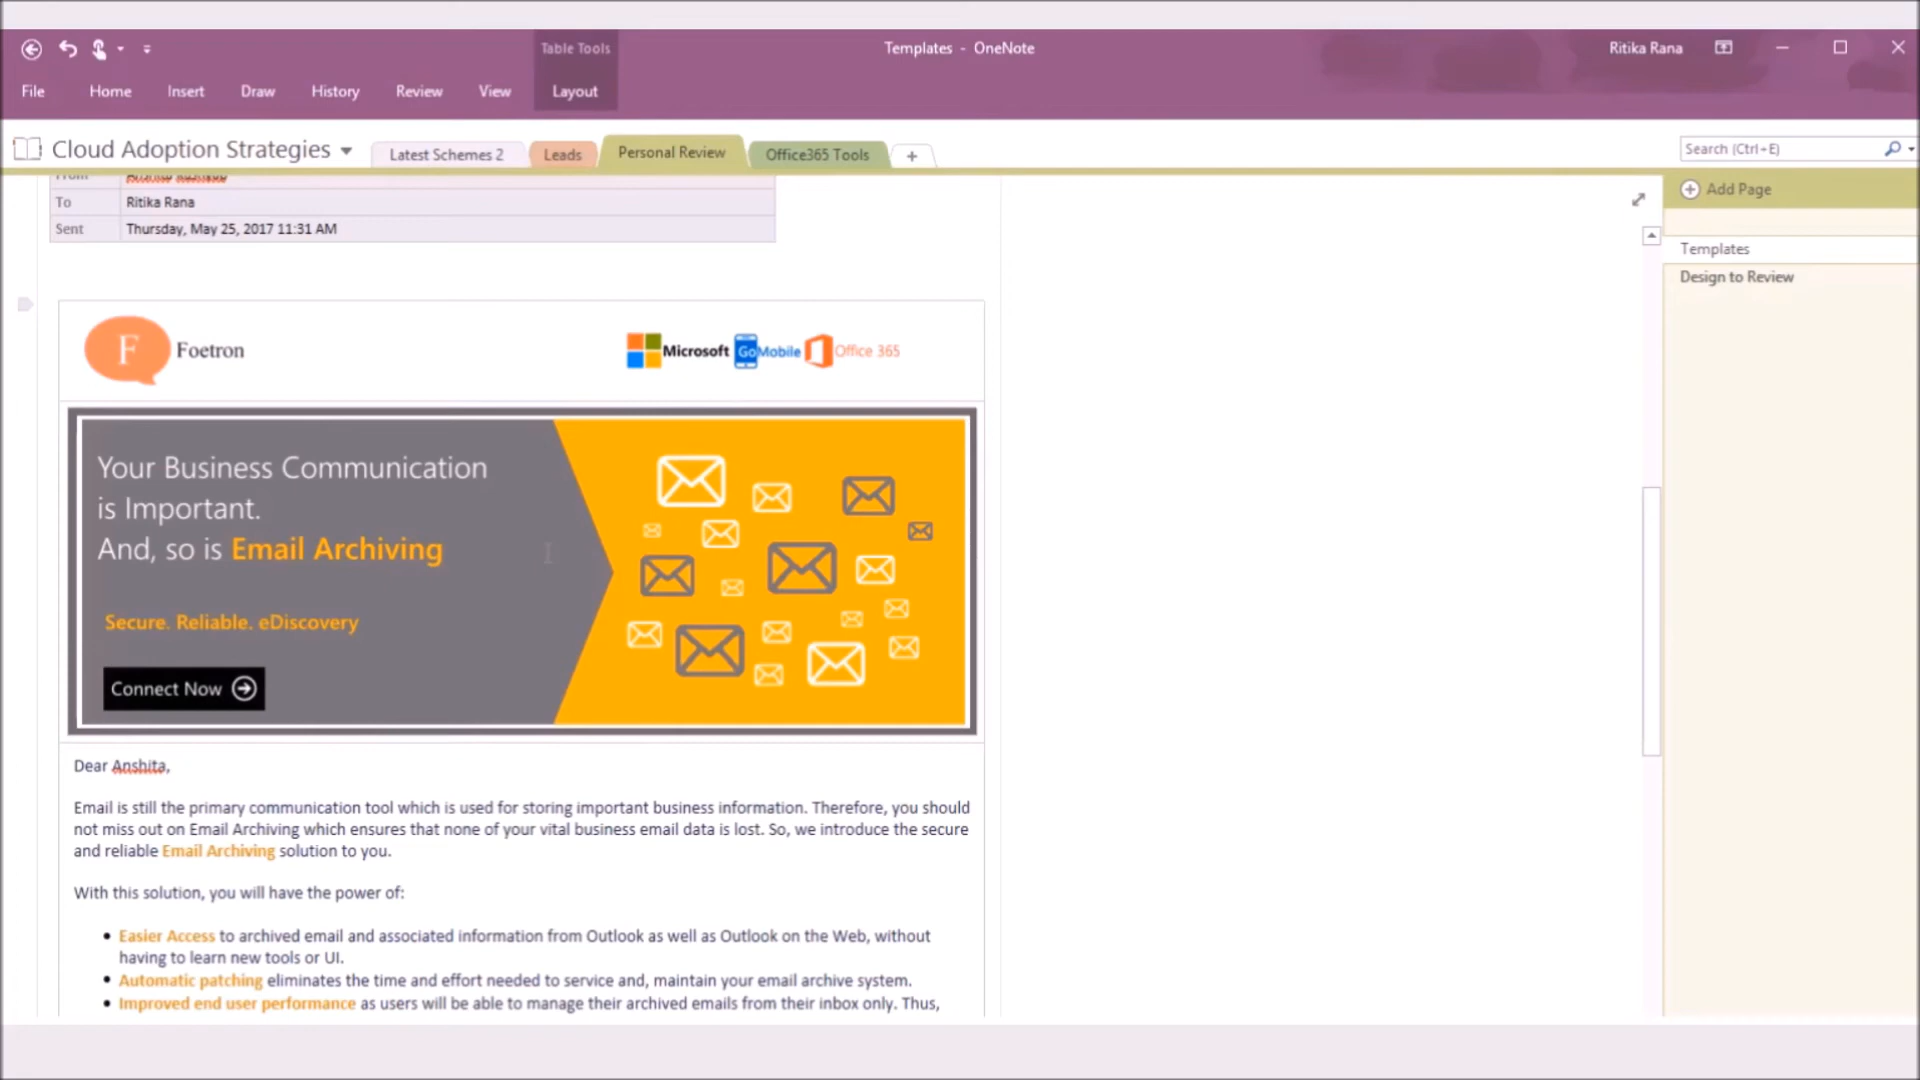 Table Tools
Templates - OneNote
Ritika Rana
File
Home
Insert
Draw
History
Review
View
Layout
Cloud Adoption Strategies
Latest Schemes 2
Leads
Personal Review
Office365 Tools
Search (Ctrl+E)
From
To
Ritika Rana
Sent
Thursday, May 25, 2017 11:31 AM
Add Page
Templates
Design to Review
F
Foetron
Microsoft
GoMobile
Office 365
Your Business Communication
is Important.
And, so is Email Archiving
Secure. Reliable. eDiscovery
Connect Now
Dear Anshita,
Email is still the primary communication tool which is used for storing important business information. Therefore, you should
not miss out on Email Archiving which ensures that none of your vital business email data is lost. So, we introduce the secure
and reliable Email Archiving solution to you.
With this solution, you will have the power of:
• Easier Access to archived email and associated information from Outlook as well as Outlook on the Web, without
having to learn new tools or UI.
• Automatic patching eliminates the time and effort needed to service and, maintain your email archive system.
• Improved end user performance as users will be able to manage their archived emails from their inbox only. Thus,